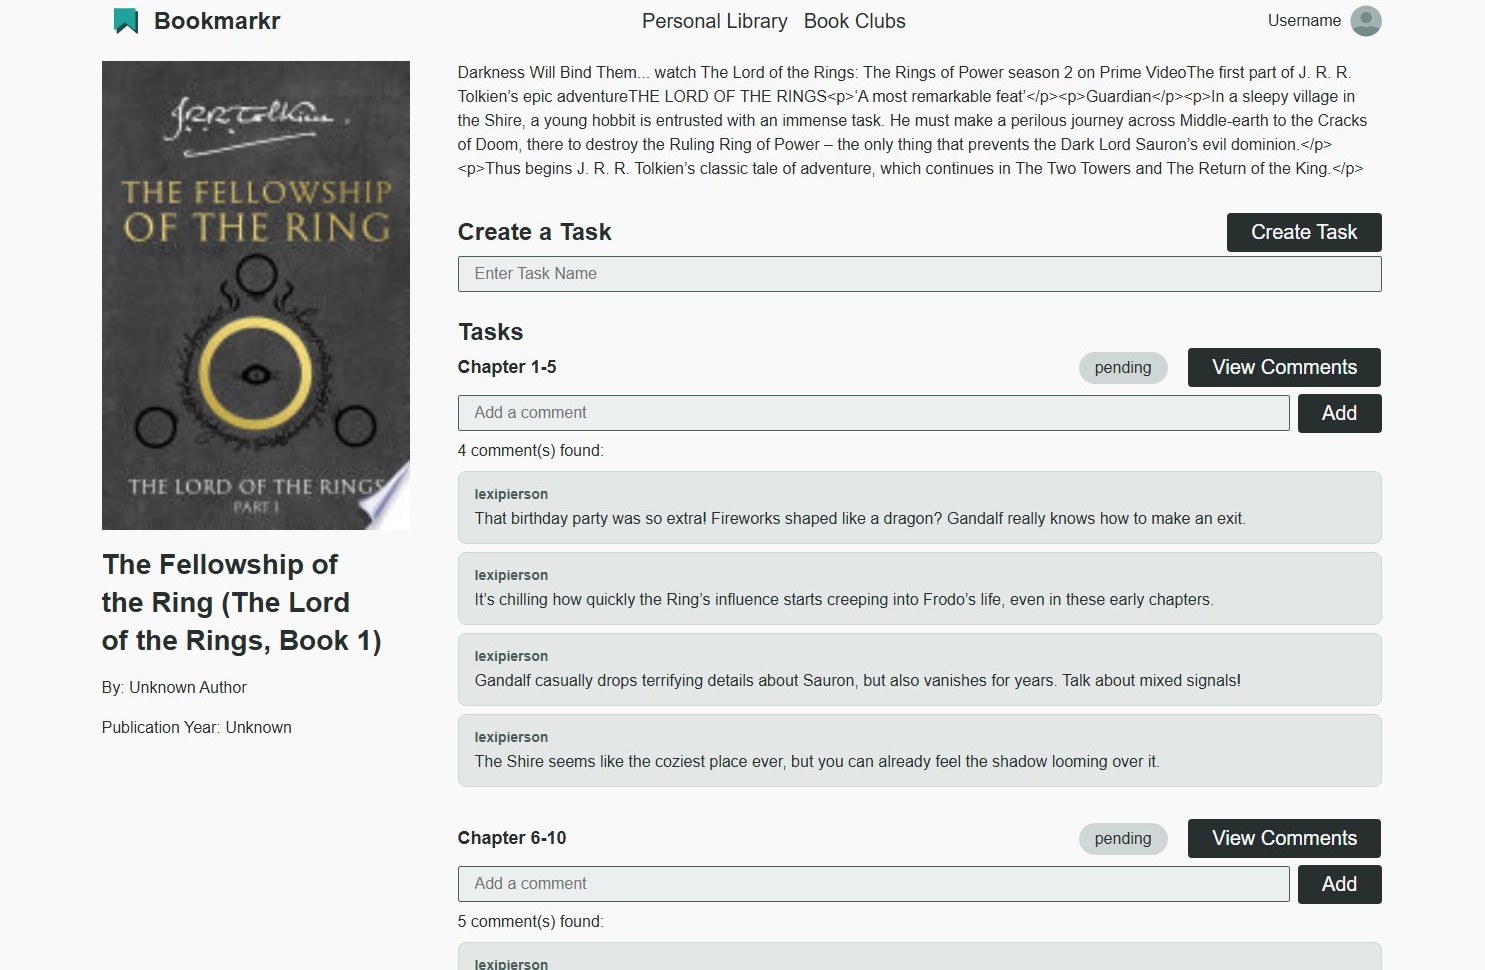 Bookmarkr
Personal Library Book Clubs
Username
J.R.R. Tolkien.
THE FELLOWSHIP
OF THE RING
THE LORD OF THE RINGS
PART I
The Fellowship of
the Ring (The Lord
of the Rings, Book 1)
By: Unknown Author
Publication Year: Unknown
Darkness Will Bind Them... watch The Lord of the Rings: The Rings of Power season 2 on Prime VideoThe first part of J. R. R.
Tolkien’s epic adventureTHE LORD OF THE RINGS<p>‘A most remarkable feat’</p><p>Guardian</p><p>In a sleepy village in
the Shire, a young hobbit is entrusted with an immense task. He must make a perilous journey across Middle-earth to the Cracks
of Doom, there to destroy the Ruling Ring of Power – the only thing that prevents the Dark Lord Sauron’s evil dominion.</p>
<p>Thus begins J. R. R. Tolkien’s classic tale of adventure, which continues in The Two Towers and The Return of the King.</p>
Create a Task
Create Task
Enter Task Name
Tasks
Chapter 1-5
pending
View Comments
Add a comment
Add
4 comment(s) found:
lexipierson
That birthday party was so extra! Fireworks shaped like a dragon? Gandalf really knows how to make an exit.
lexipierson
It’s chilling how quickly the Ring’s influence starts creeping into Frodo’s life, even in these early chapters.
lexipierson
Gandalf casually drops terrifying details about Sauron, but also vanishes for years. Talk about mixed signals!
lexipierson
The Shire seems like the coziest place ever, but you can already feel the shadow looming over it.
Chapter 6-10
pending
View Comments
Add a comment
Add
5 comment(s) found:
lexipierson